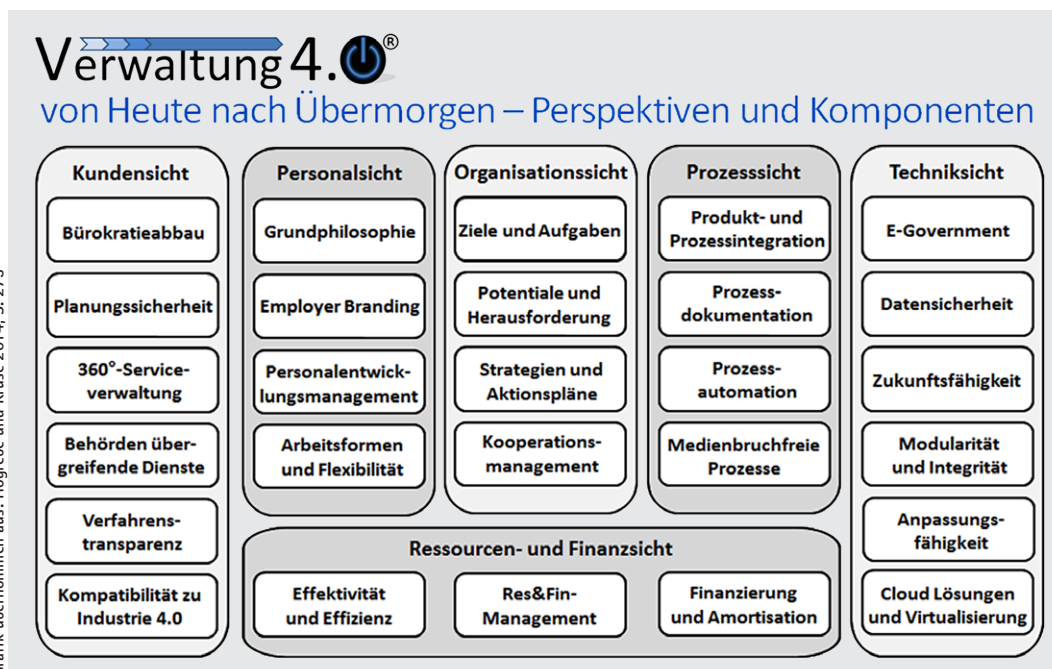 Verwaltung 4.0®
von Heute nach Übermorgen – Perspektiven und Komponenten
Kundensicht
Bürokratieabbau
Planungssicherheit
360°-Service-
verwaltung
Behörden über-
greifende Dienste
Verfahrens-
transparenz
Kompatibilität zu
Industrie 4.0
Personalsicht
Grundphilosophie
Employer Branding
Personalentwick-
lungsmanagement
Arbeitsformen
und Flexibilität
Organisationssicht
Ziele und Aufgaben
Potentiale und
Herausforderung
Strategien und
Aktionspläne
Kooperations-
management
Prozesssicht
Produkt- und
Prozessintegration
Prozess-
dokumentation
Prozess-
automation
Medienbruchfreie
Prozesse
Techniksicht
E-Government
Datensicherheit
Zukunftsfähigkeit
Modularität
und Integrität
Anpassungs-
fähigkeit
Cloud Lösungen
und Virtualisierung
Ressourcen- und Finanzsicht
Effektivität
und Effizienz
Res&Fin-
Management
Finanzierung
und Amortisation